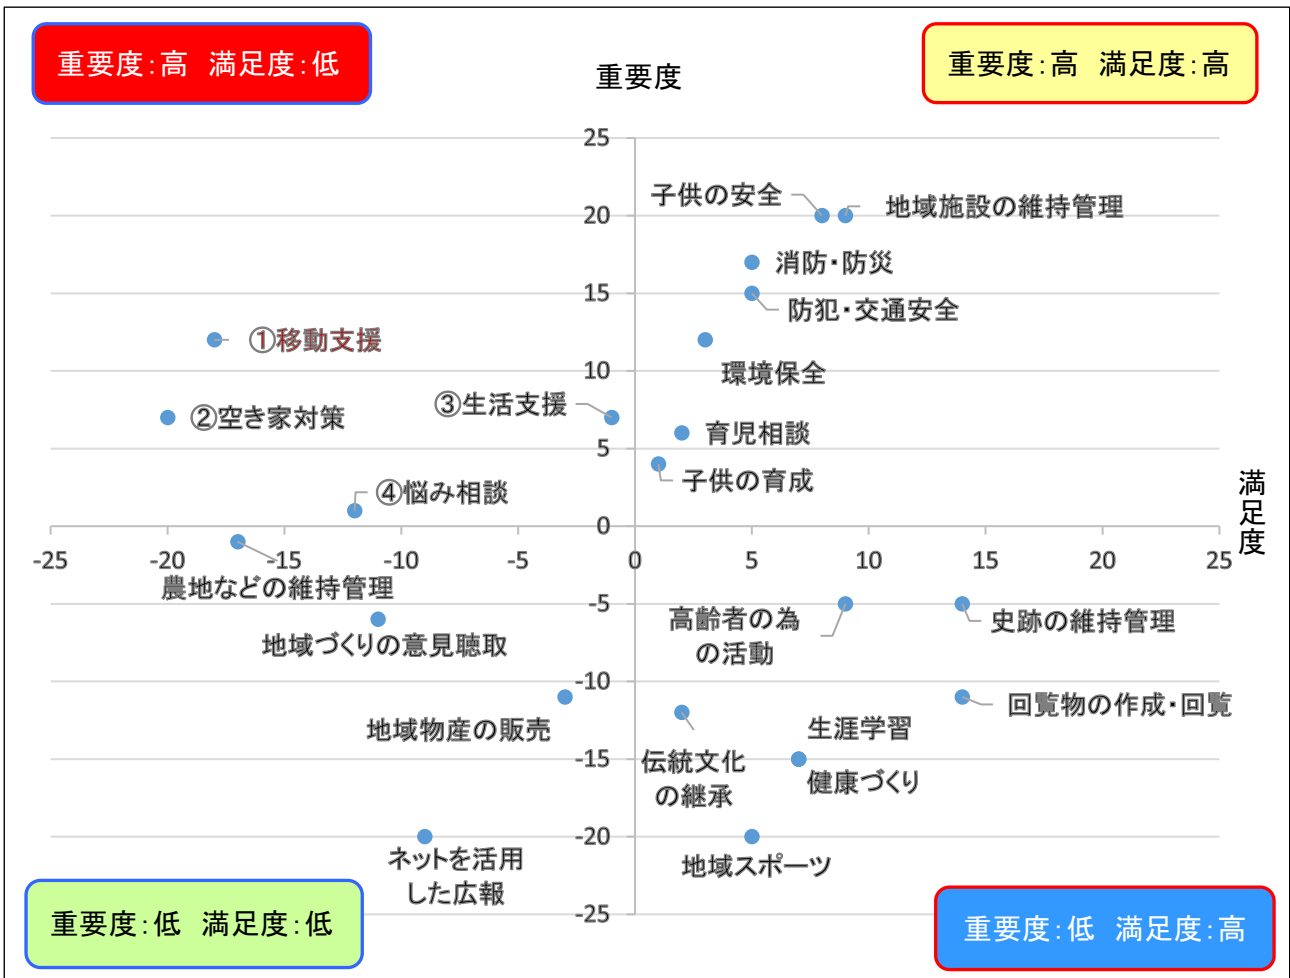 重要度：高　満足度：低
重要度
重要度：高　満足度：高
25
子供の安全
地域施設の維持管理
20
消防・防災
15
防犯・交通安全
①移動支援
環境保全
10
③生活支援
②空き家対策
育児相談
5
子供の育成
④悩み相談
満足度
0
-25
-20
-15
-10
-5
0
5
10
15
20
25
農地などの維持管理
-5
高齢者の為
の活動
史跡の維持管理
地域づくりの意見聴取
-10
地域物産の販売
回覧物の作成・回覧
生涯学習
伝統文化
の継承
-15
健康づくり
-20
ネットを活用
した広報
地域スポーツ
-25
重要度：低　満足度：低
重要度：低　満足度：高